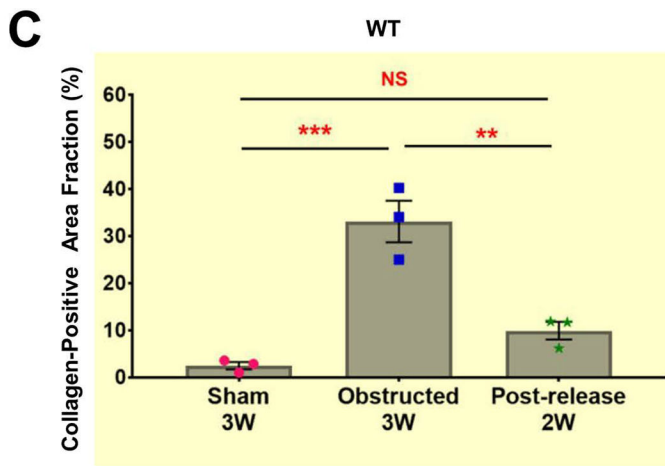 C
WT
Collagen-Positive Area Fraction (%)
60
50
40
30
20
10
0
NS
***
**
Sham
3W
Obstructed
3W
Post-release
2W